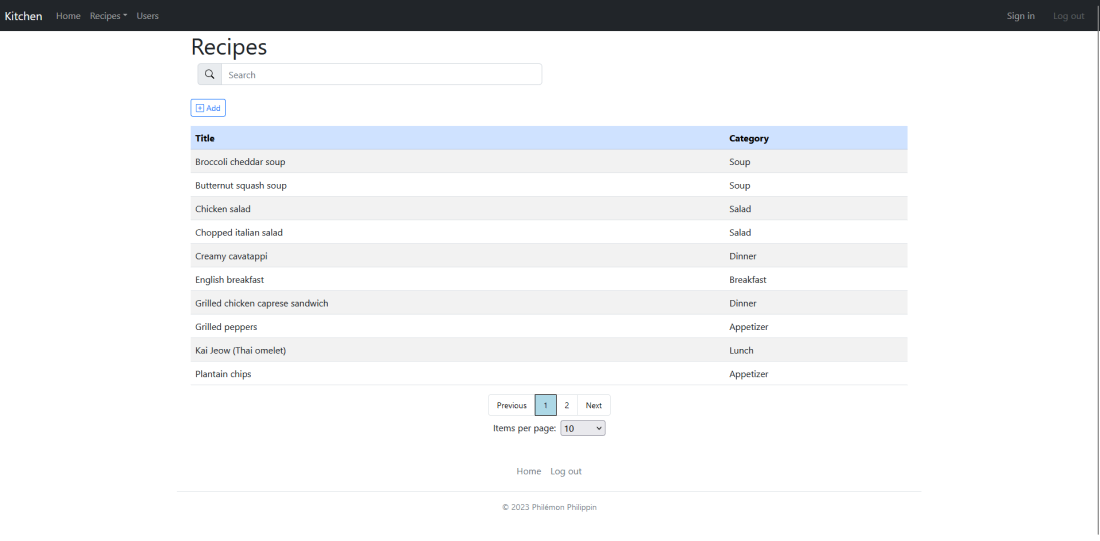 Kitchen Home Recipes Users Sign in Log out
Recipes
Search
Add
Title Category
Broccoli cheddar soup Soup
Butternut squash soup Soup
Chicken salad Salad
Chopped italian salad Salad
Creamy cavatappi Dinner
English breakfast Breakfast
Grilled chicken caprese sandwich Dinner
Grilled peppers Appetizer
Kai Jeow (Thai omelet) Lunch
Plantain chips Appetizer
Previous 1 2 Next
Items per page: 10
Home Log out
© 2023 Philémon Philippin